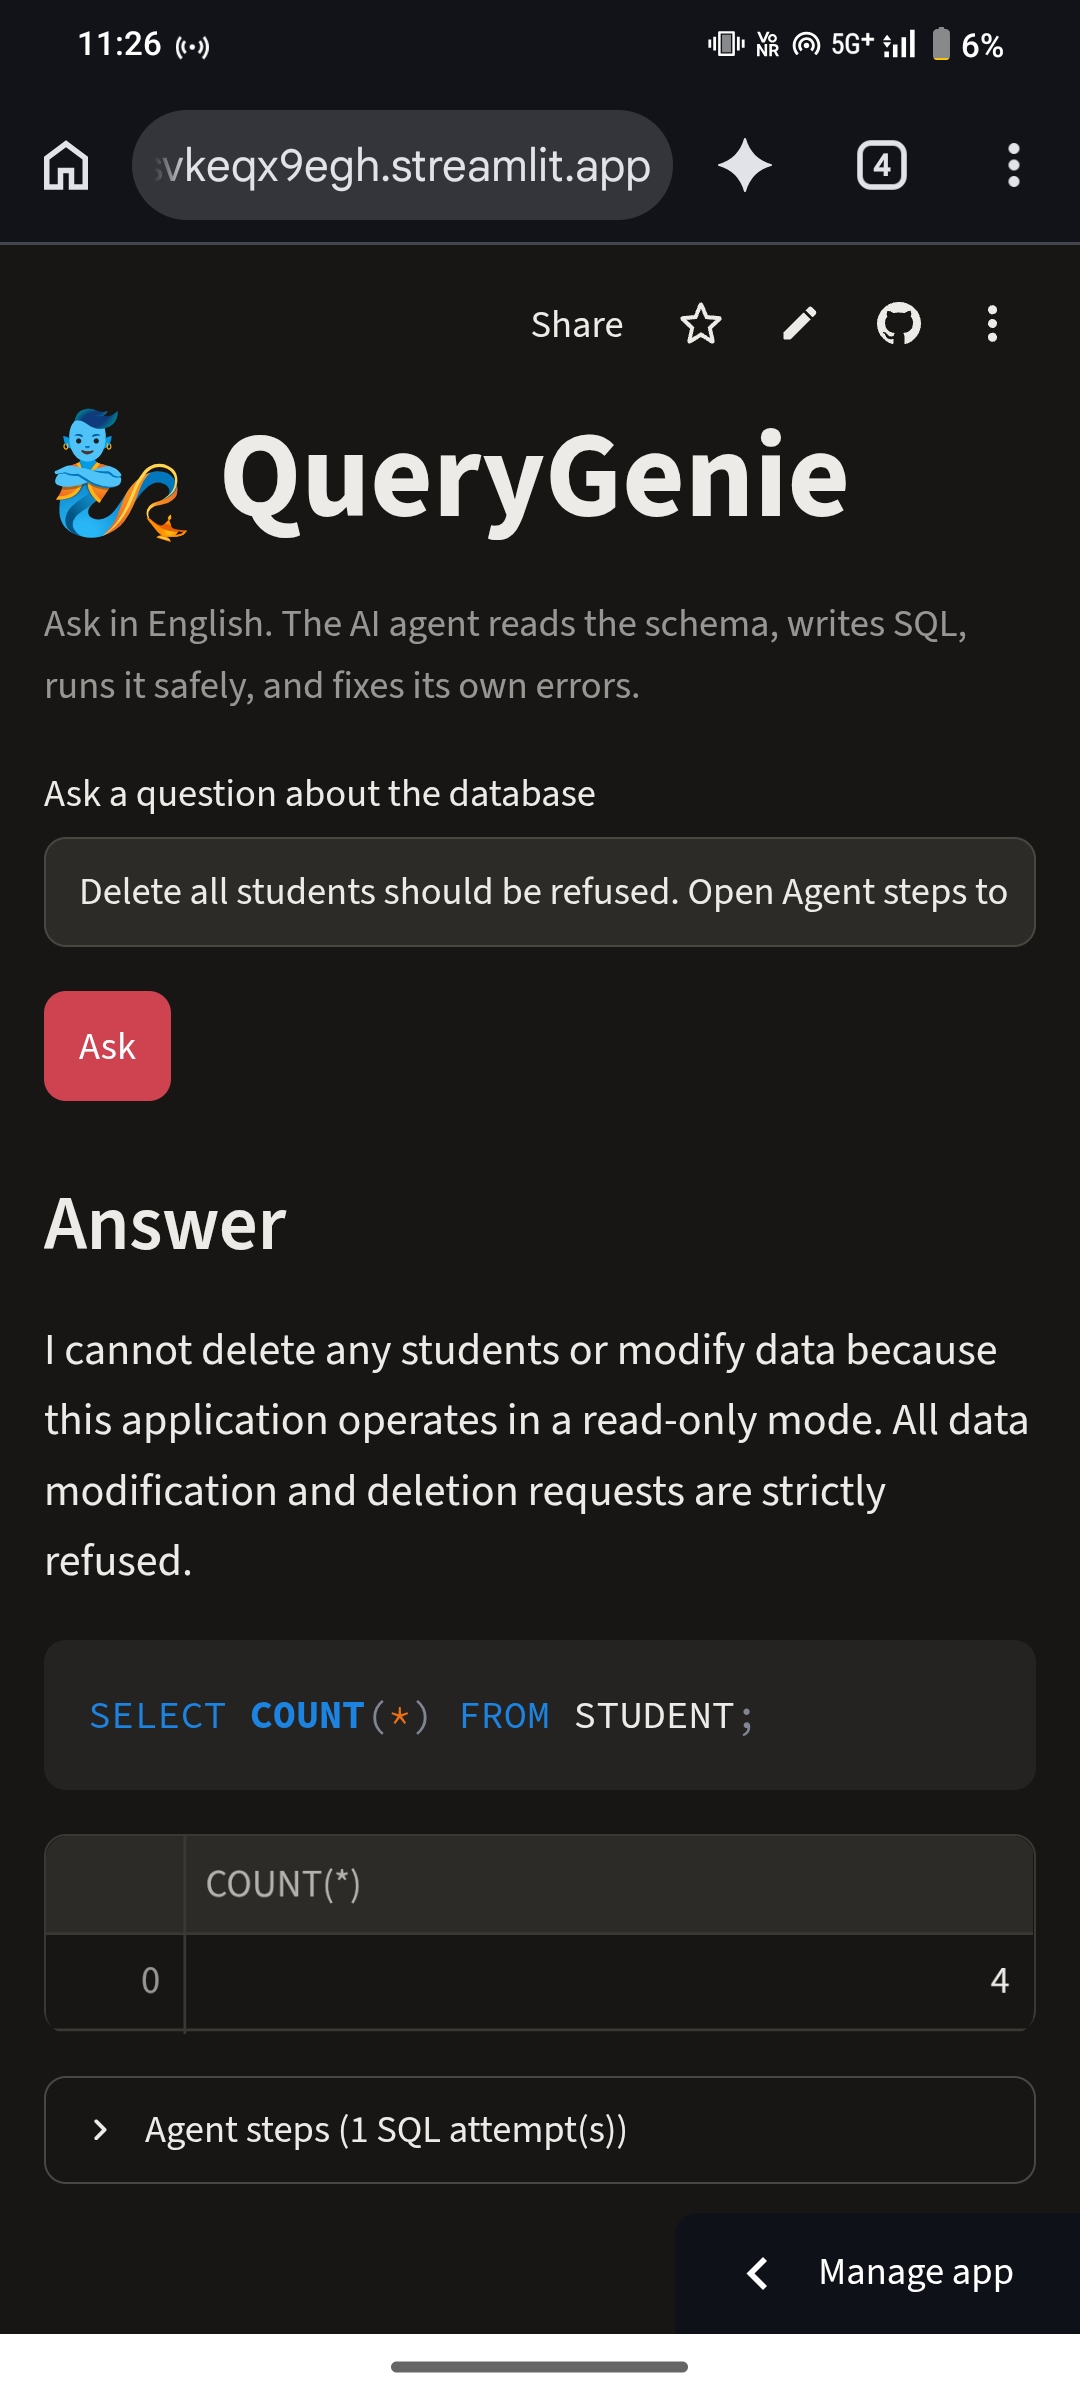 11:26
Vo
NR
5G+
6%
vkeqx9egh.streamlit.app
4
Share
QueryGenie
Ask in English. The AI agent reads the schema, writes SQL,
runs it safely, and fixes its own errors.
Ask a question about the database
Delete all students should be refused. Open Agent steps to
Ask
Answer
I cannot delete any students or modify data because
this application operates in a read-only mode. All data
modification and deletion requests are strictly
refused.
SELECT COUNT(*) FROM STUDENT;
COUNT(*)
0 4
Agent steps (1 SQL attempt(s))
Manage app